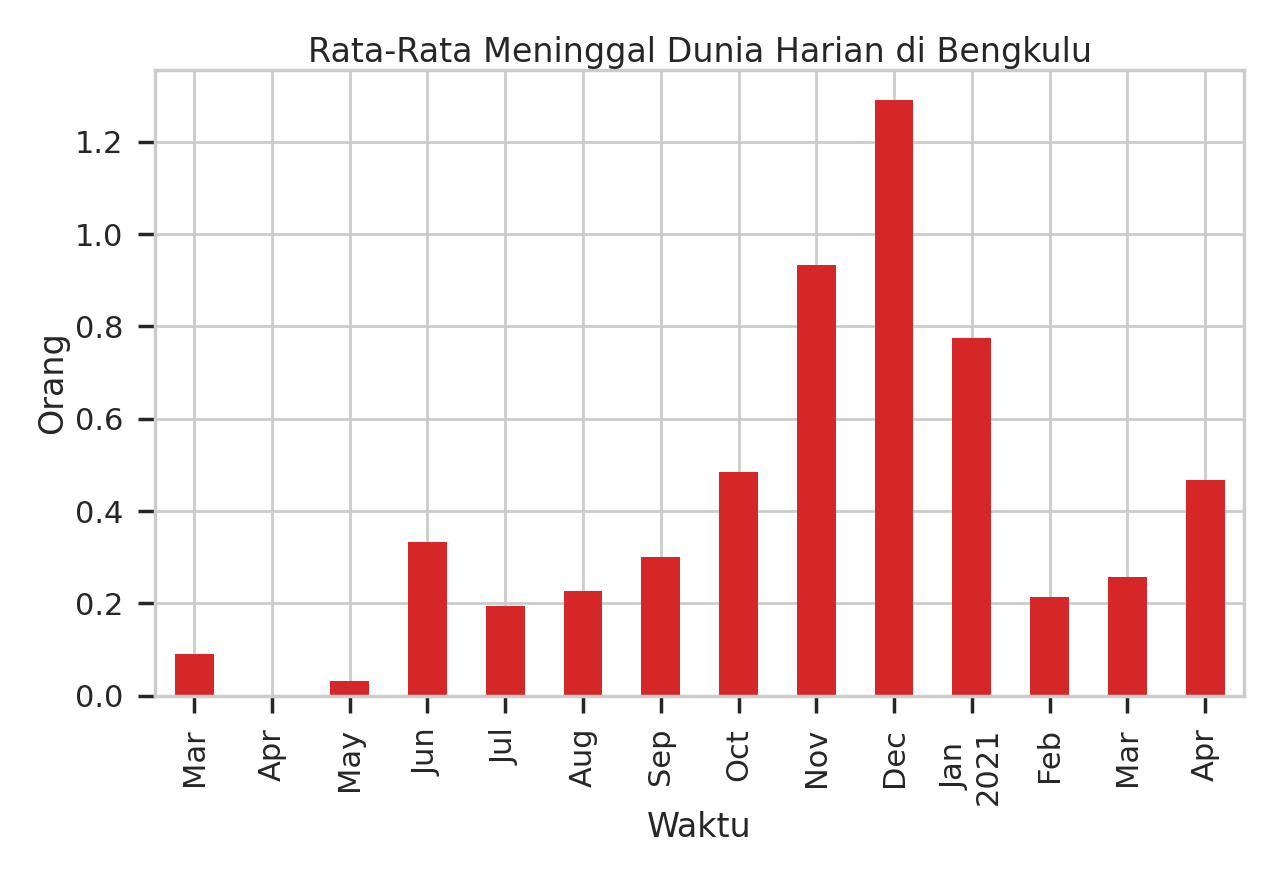 Rata-Rata Meninggal Dunia Harian di Bengkulu
Orang
1.2
1.0
0.8
0.6
0.4
0.2
0.0
Mar
Apr
May
Jun
Jul
Aug
Sep
Oct
Nov
Dec
Jan
2021
Feb
Mar
Apr
Waktu